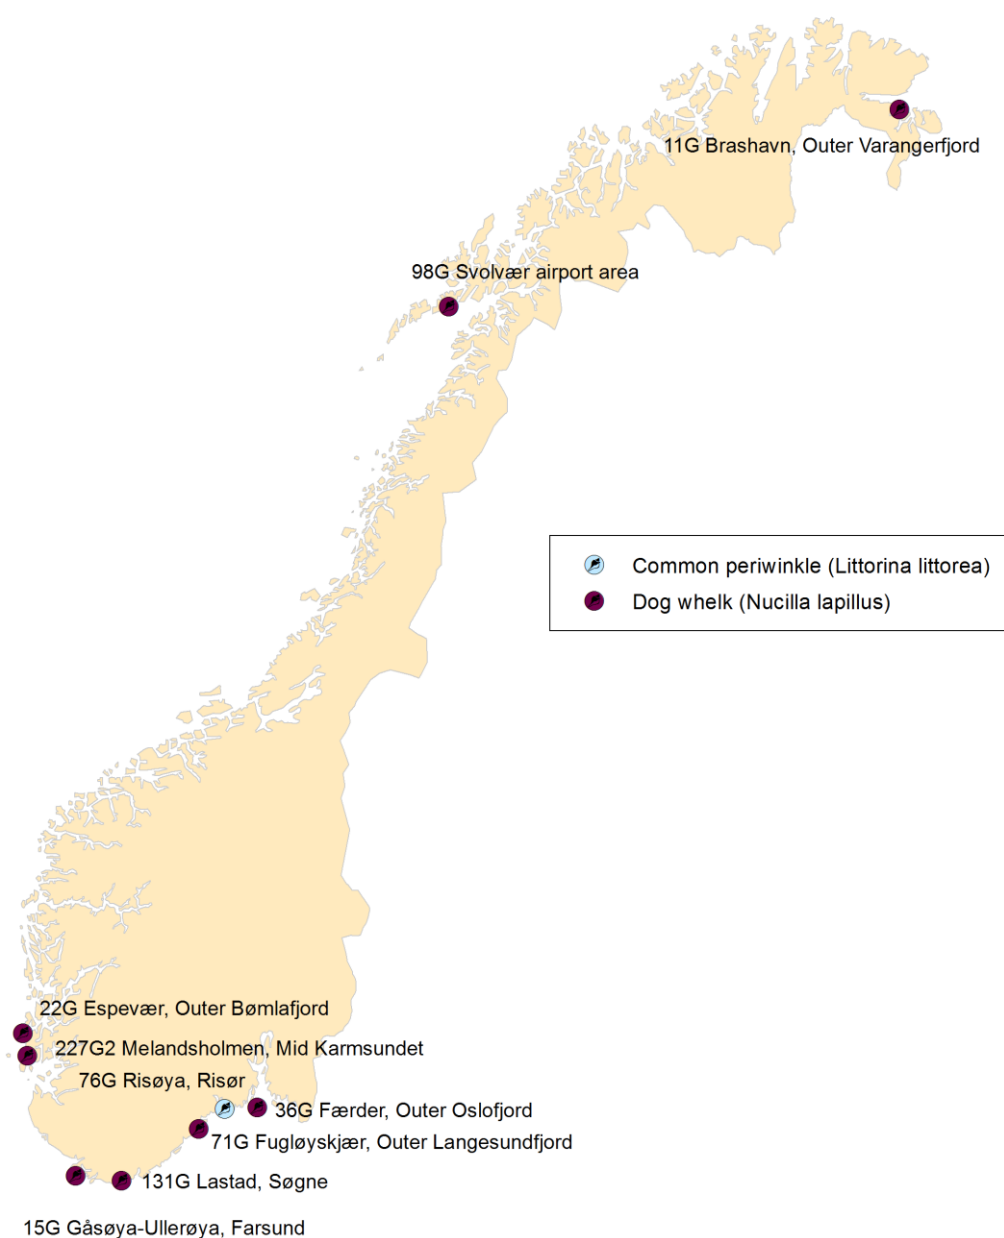 11G Brashavn, Outer Varangerfjord
98G Svolvær airport area
Common periwinkle (Littorina littorea)
Dog whelk (Nucilla lapillus)
22G Espevær, Outer Bømlafjord
227G2 Melandsholmen, Mid Karmsundet
76G Risøya, Risør
36G Færder, Outer Oslofjord
71G Fugløyskjær, Outer Langesundfjord
131G Lastad, Søgne
15G Gåsøya-Ullerøya, Farsund